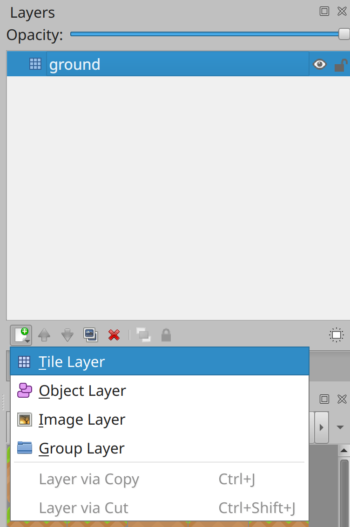 Layers
Opacity:
ground
Tile Layer
Object Layer
Image Layer
Group Layer
Layer via Copy Ctrl+J
Layer via Cut Ctrl+Shift+J